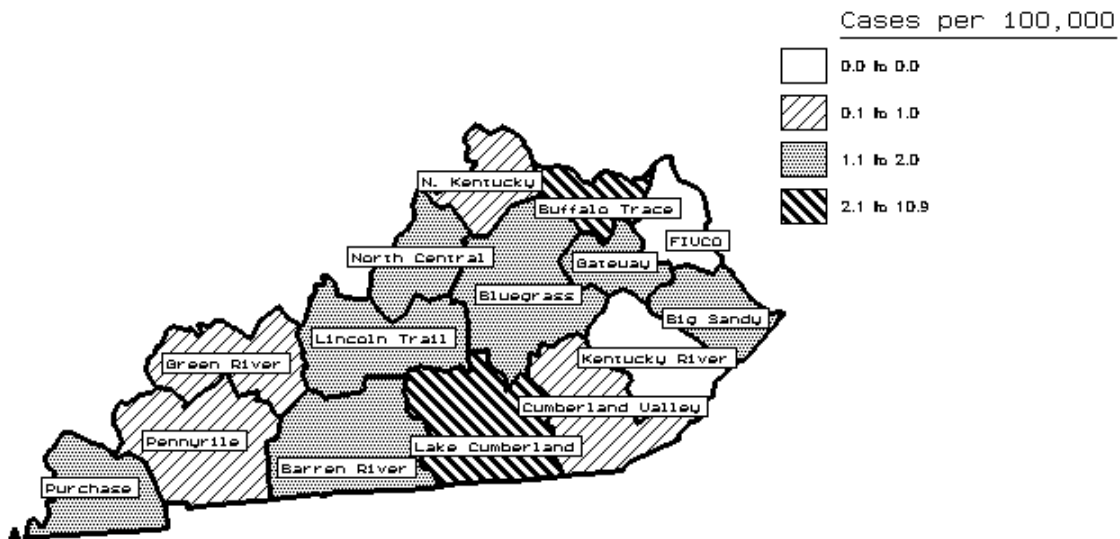 Cases per 100,000
0.0 to 0.0
0.1 to 1.0
1.1 to 2.0
2.1 to 10.9
N. Kentucky
Buffalo Trace
FIVCO
North Central
Gateway
Bluegrass
Big Sandy
Lincoln Trail
Kentucky River
Green River
Cumberland Valley
Pennyrile
Lake Cumberland
Barren River
Purchase